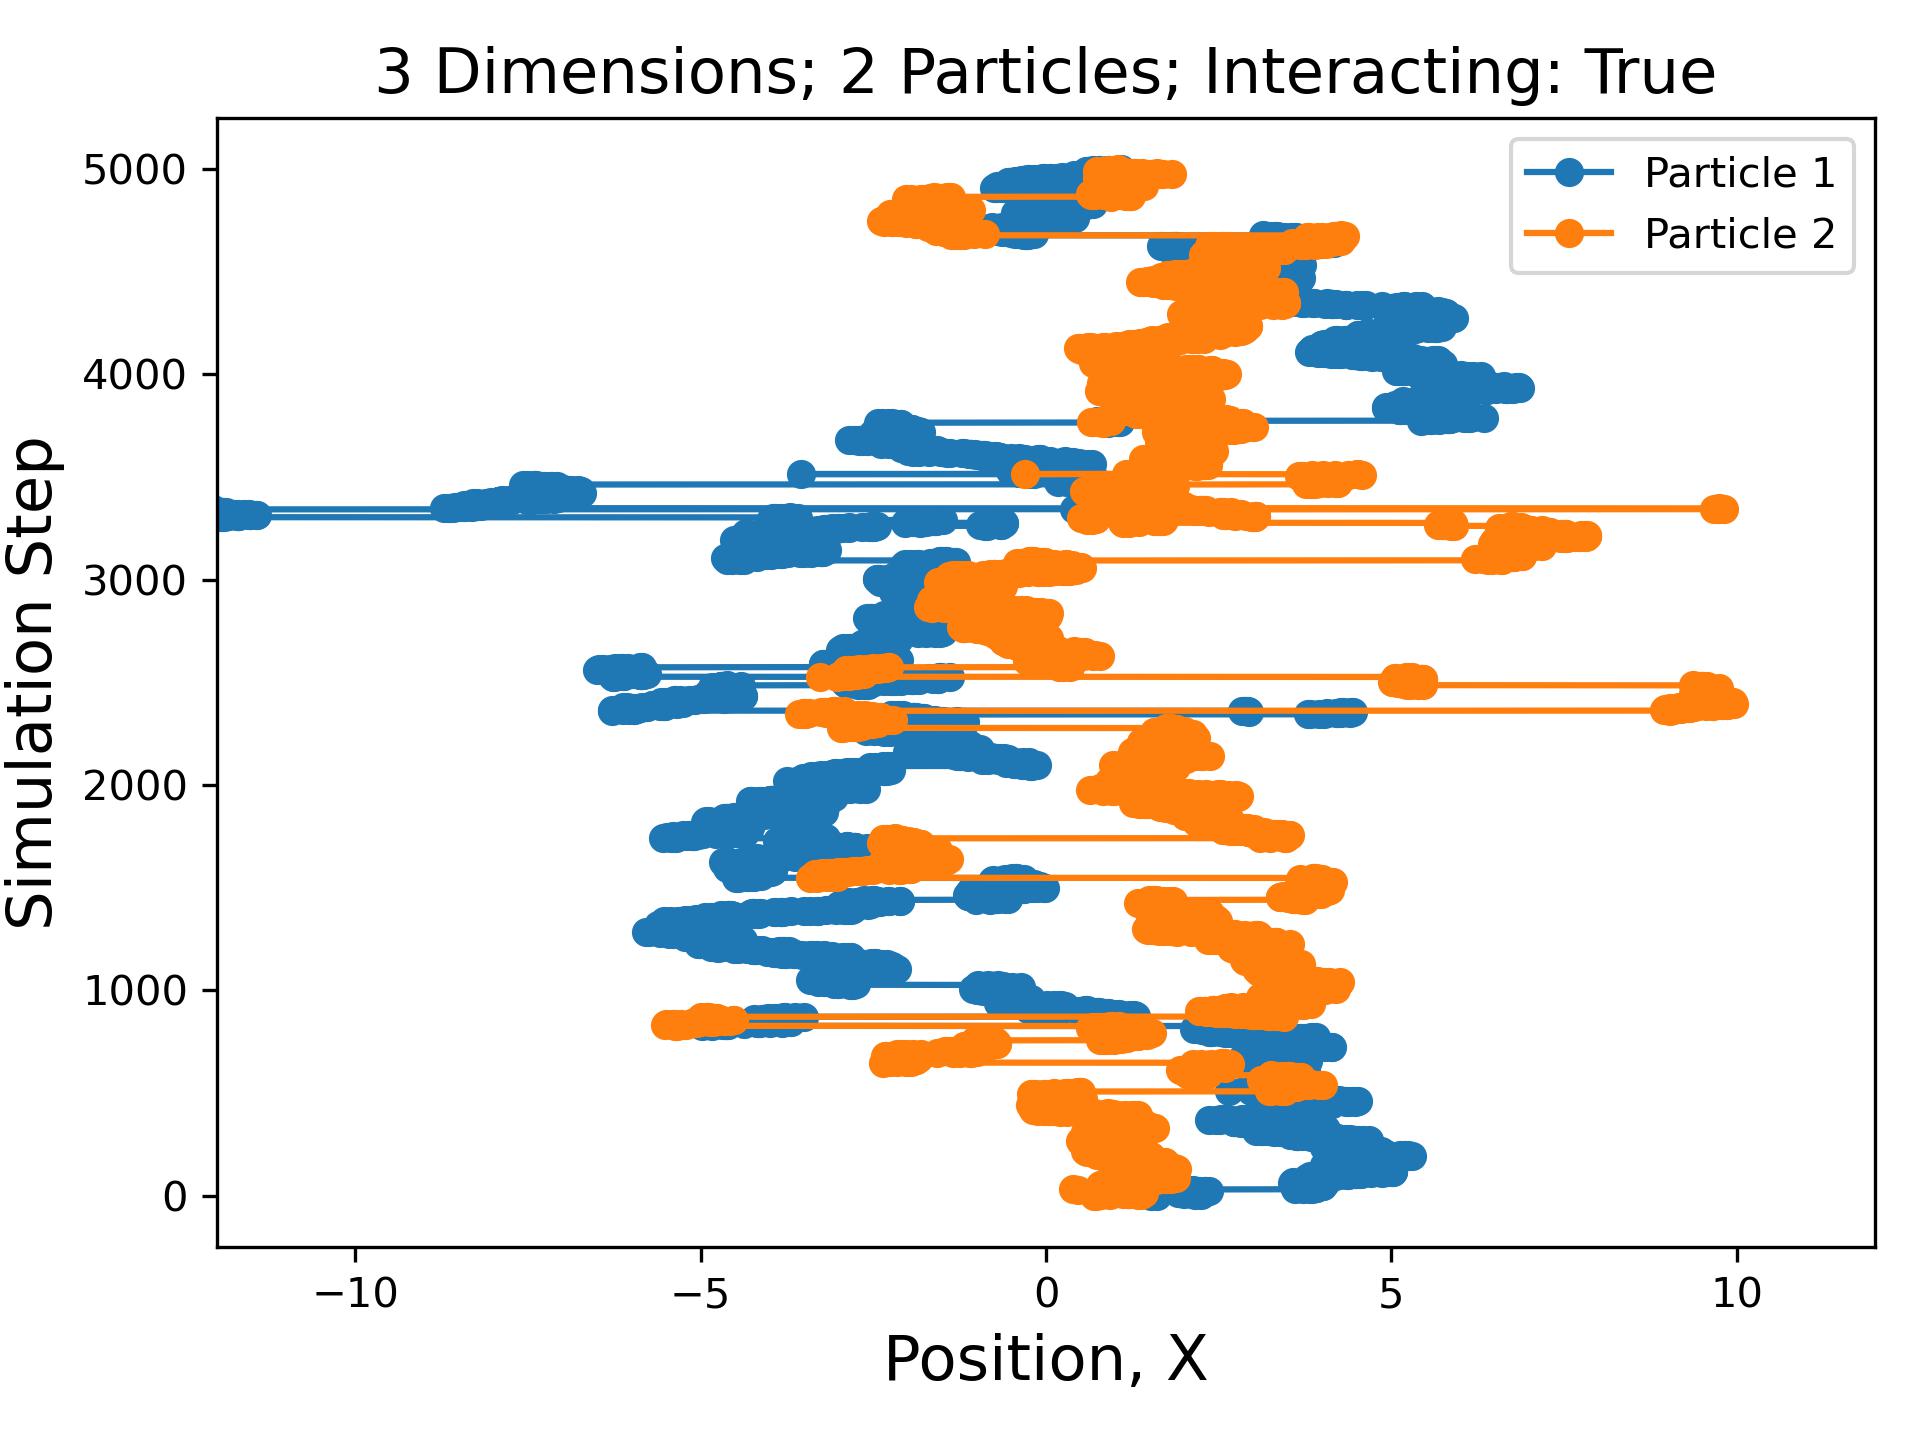 3 Dimensions; 2 Particles; Interacting: True
Particle 1
Particle 2
5000
4000
3000
2000
1000
0
Simulation Step
−10
−5
0
5
10
Position, X